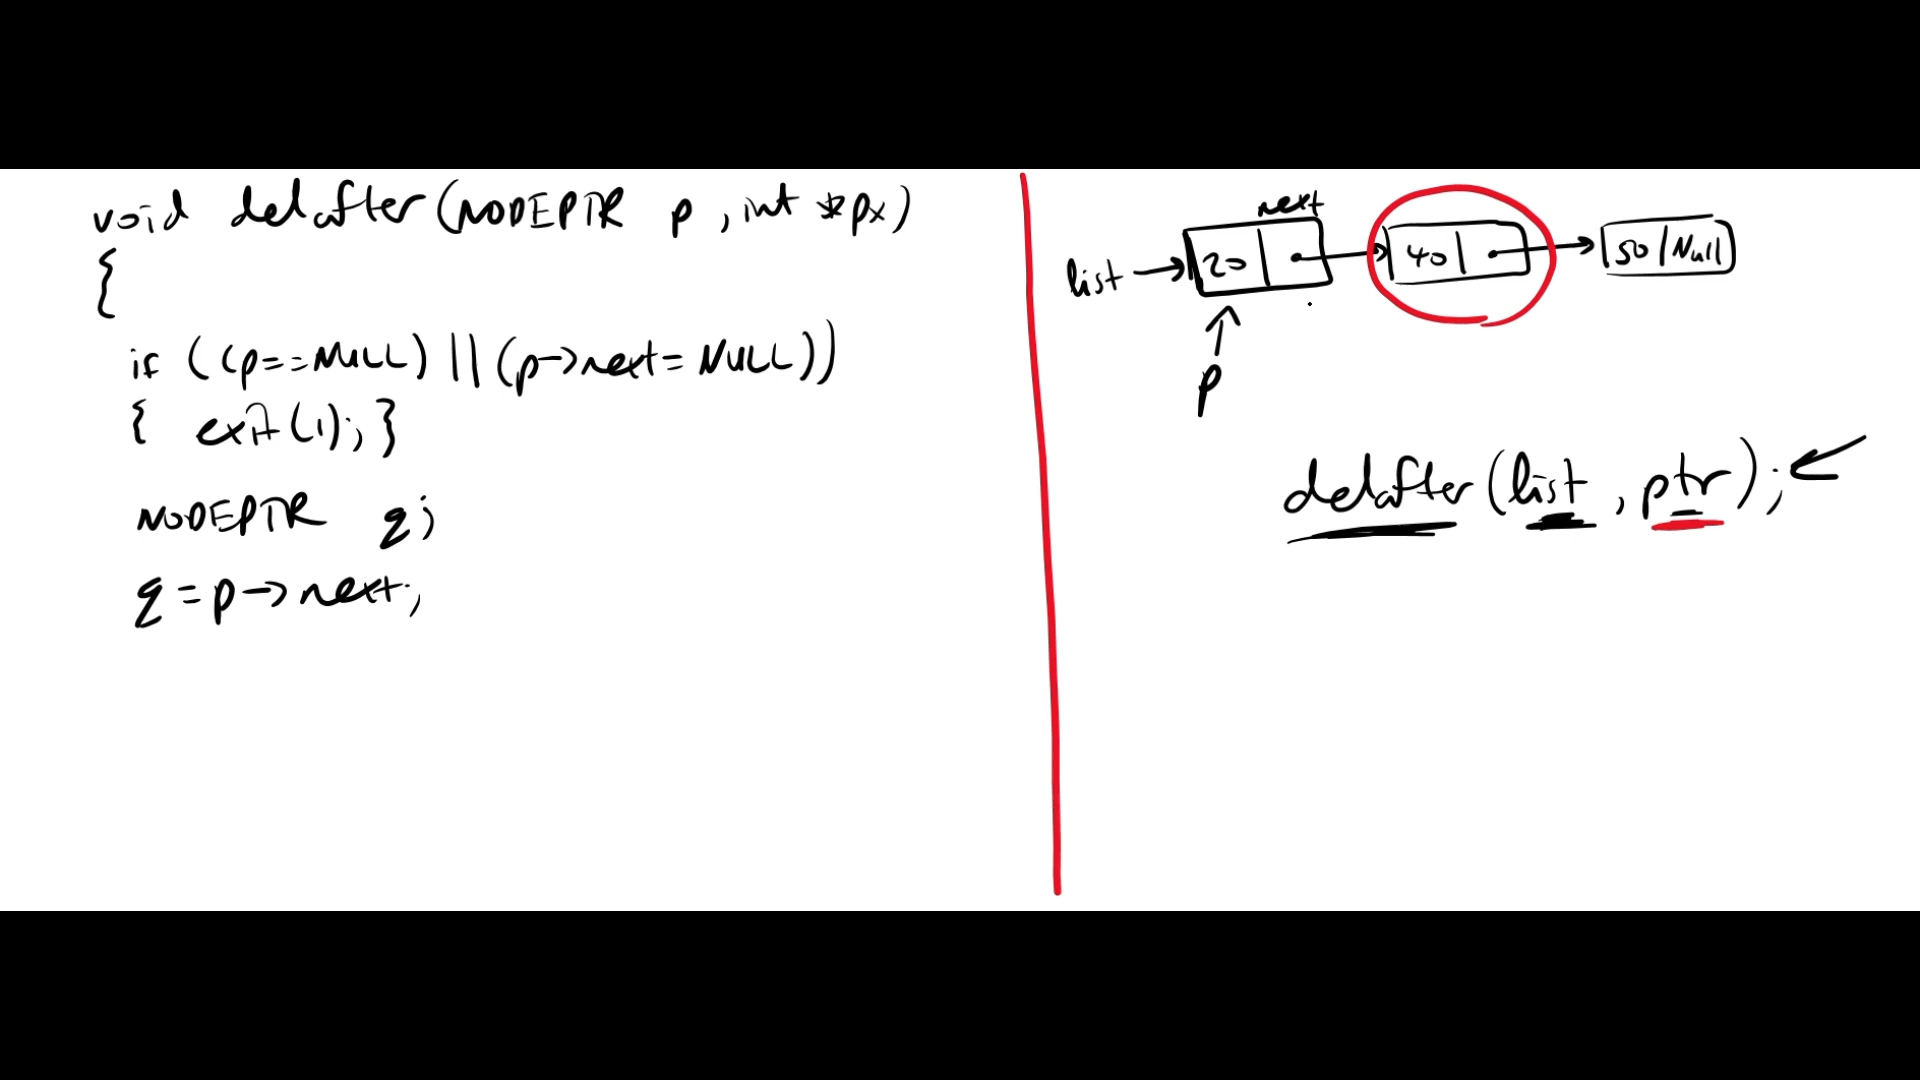 void delafter(NODEPTR p, int *px)
{
if ((p==NULL) || (p->next= NULL))
{ exit(1); }
NODEPTR q;
q=p->next;
next
list 20 40 50 Null
p
delafter(list, ptr);